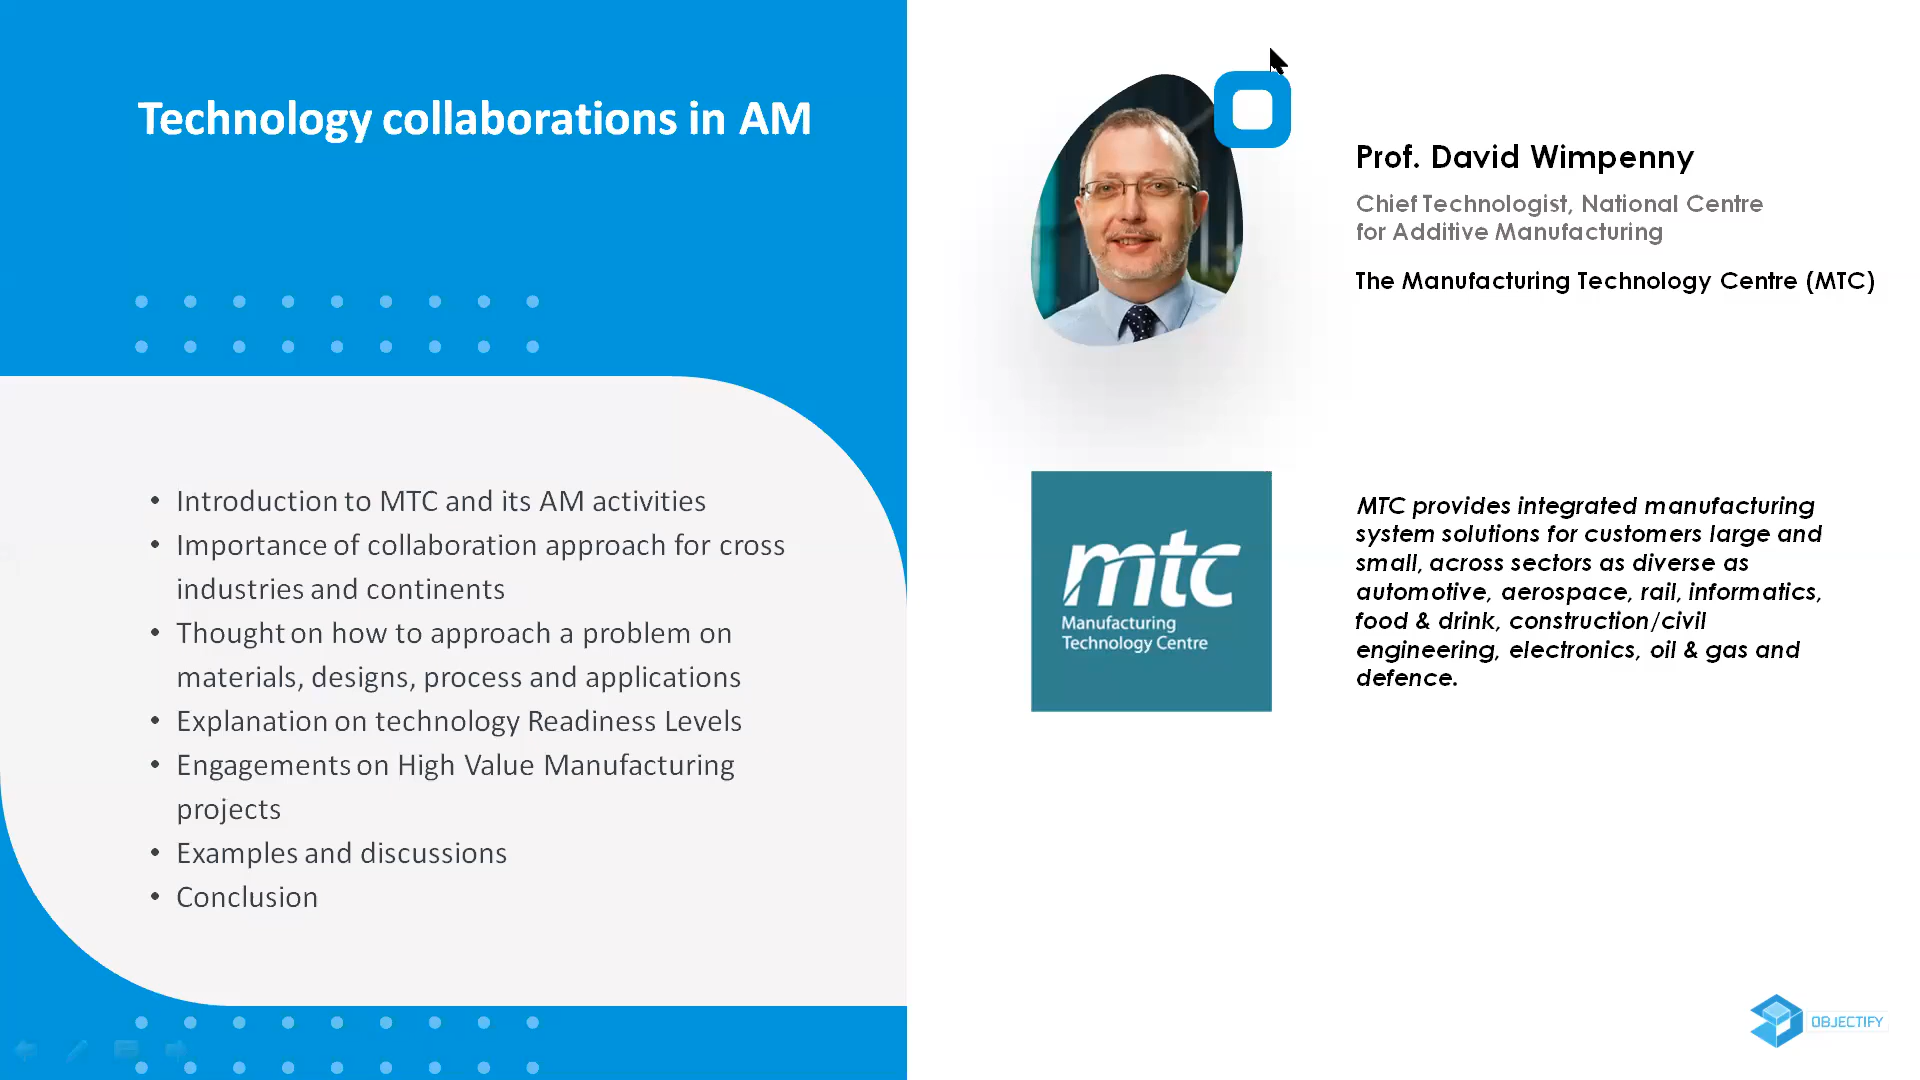 Technology collaborations in AM
• Introduction to MTC and its AM activities
• Importance of collaboration approach for cross
industries and continents
• Thought on how to approach a problem on
materials, designs, process and applications
• Explanation on technology Readiness Levels
• Engagements on High Value Manufacturing
projects
• Examples and discussions
• Conclusion
Prof. David Wimpenny
Chief Technologist, National Centre
for Additive Manufacturing
The Manufacturing Technology Centre (MTC)
mtc
Manufacturing
Technology Centre
MTC provides integrated manufacturing
system solutions for customers large and
small, across sectors as diverse as
automotive, aerospace, rail, informatics,
food & drink, construction/civil
engineering, electronics, oil & gas and
defence.
OBJECTIFY